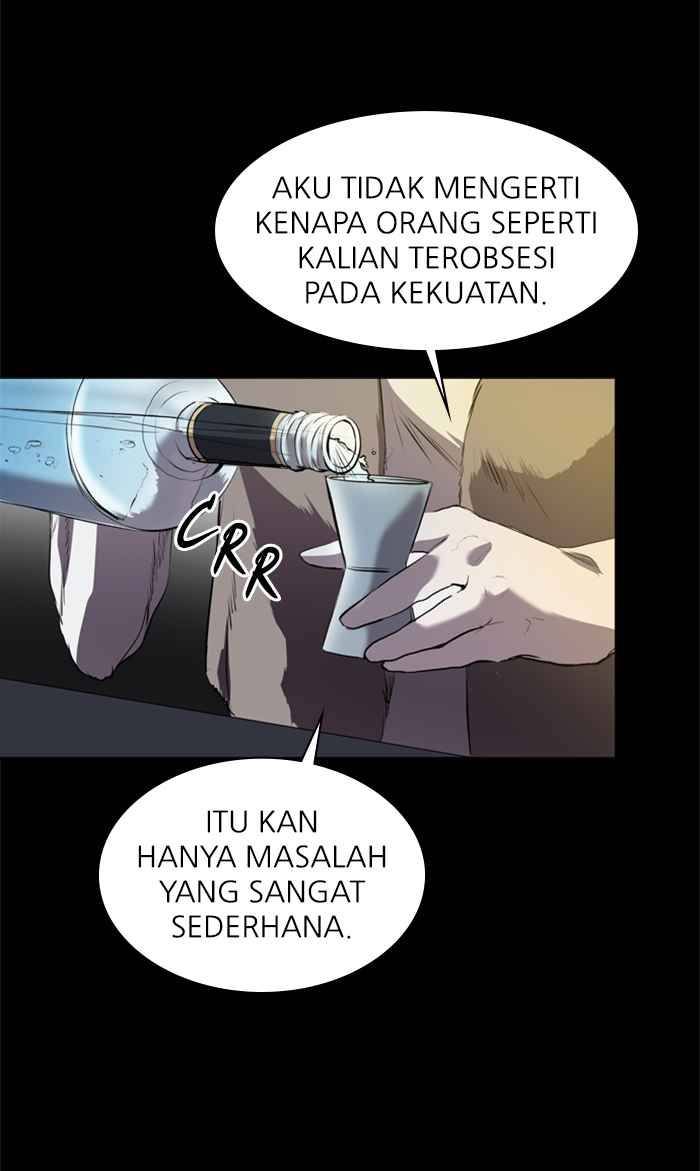 AKU TIDAK MENGERTI
KENAPA ORANG SEPERTI
KALIAN TEROBSESI
PADA KEKUATAN.
CRR
ITU KAN
HANYA MASALAH
YANG SANGAT
SEDERHANA.